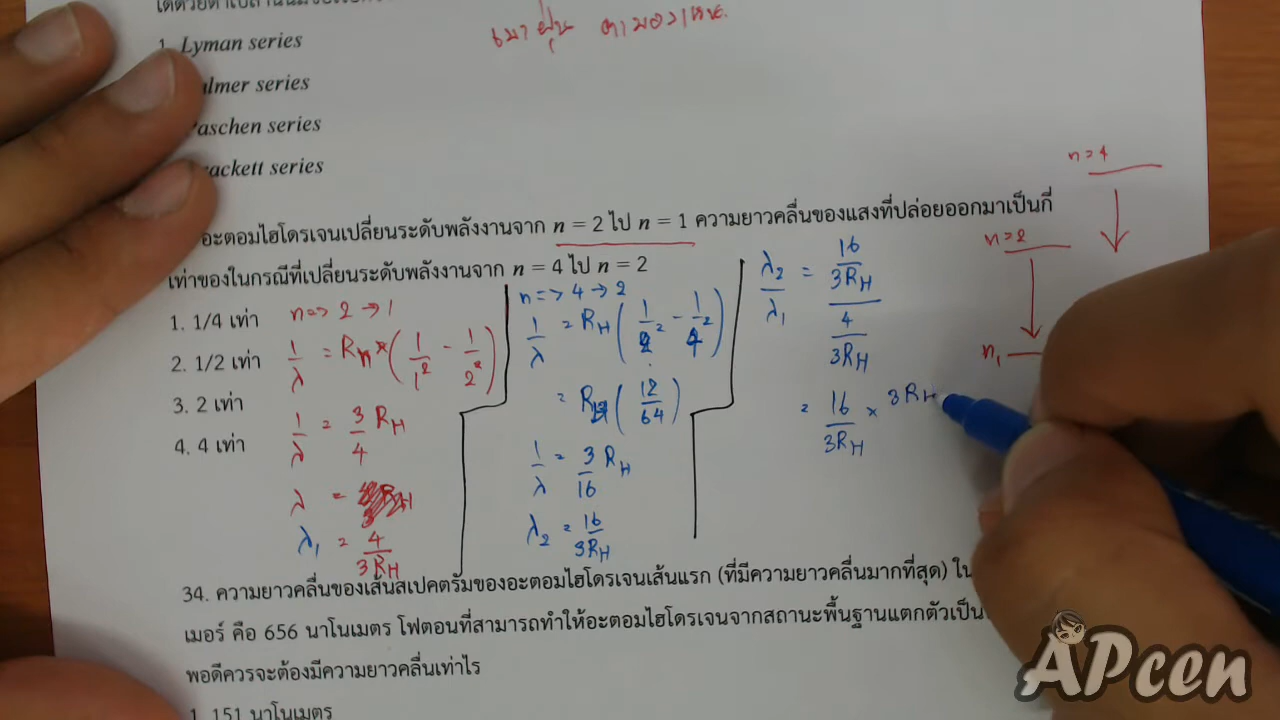 1. Lyman series
เบาฝุ่น ตามองเห็น
almer series
aschen series
rackett series
n = 4
อะตอมไฮโดรเจนเปลี่ยนระดับพลังงานจาก n = 2 ไป n = 1 ความยาวคลื่นของแสงที่ปล่อยออกมาเป็นกี่
เท่าของในกรณีที่เปลี่ยนระดับพลังงานจาก n = 4 ไป n = 2
n = 2
n₁
1. 1/4 เท่า
2. 1/2 เท่า
3. 2 เท่า
4. 4 เท่า
n => 2 → 1
1/λ = R_H × (1/1² - 1/2²)
1/λ = 3/4 R_H
λ =
λ₁ = 4/3R_H
n => 4 → 2
1/λ = R_H (1/2² - 1/4²)
= R_H (12/64)
1/λ = 3/16 R_H
λ₂ = 16/3R_H
λ₂/λ₁ = 16/3R_H / 4/3R_H
= 16/3R_H × 3R_H
34. ความยาวคลื่นของเส้นสเปคตรัมของอะตอมไฮโดรเจนเส้นแรก (ที่มีความยาวคลื่นมากที่สุด) ใน
เมอร์ คือ 656 นาโนเมตร โฟตอนที่สามารถทำให้อะตอมไฮโดรเจนจากสถานะพื้นฐานแตกตัวเป็น
พอดีควรจะต้องมีความยาวคลื่นเท่าไร
1. 151 นาโนเมตร
APcen